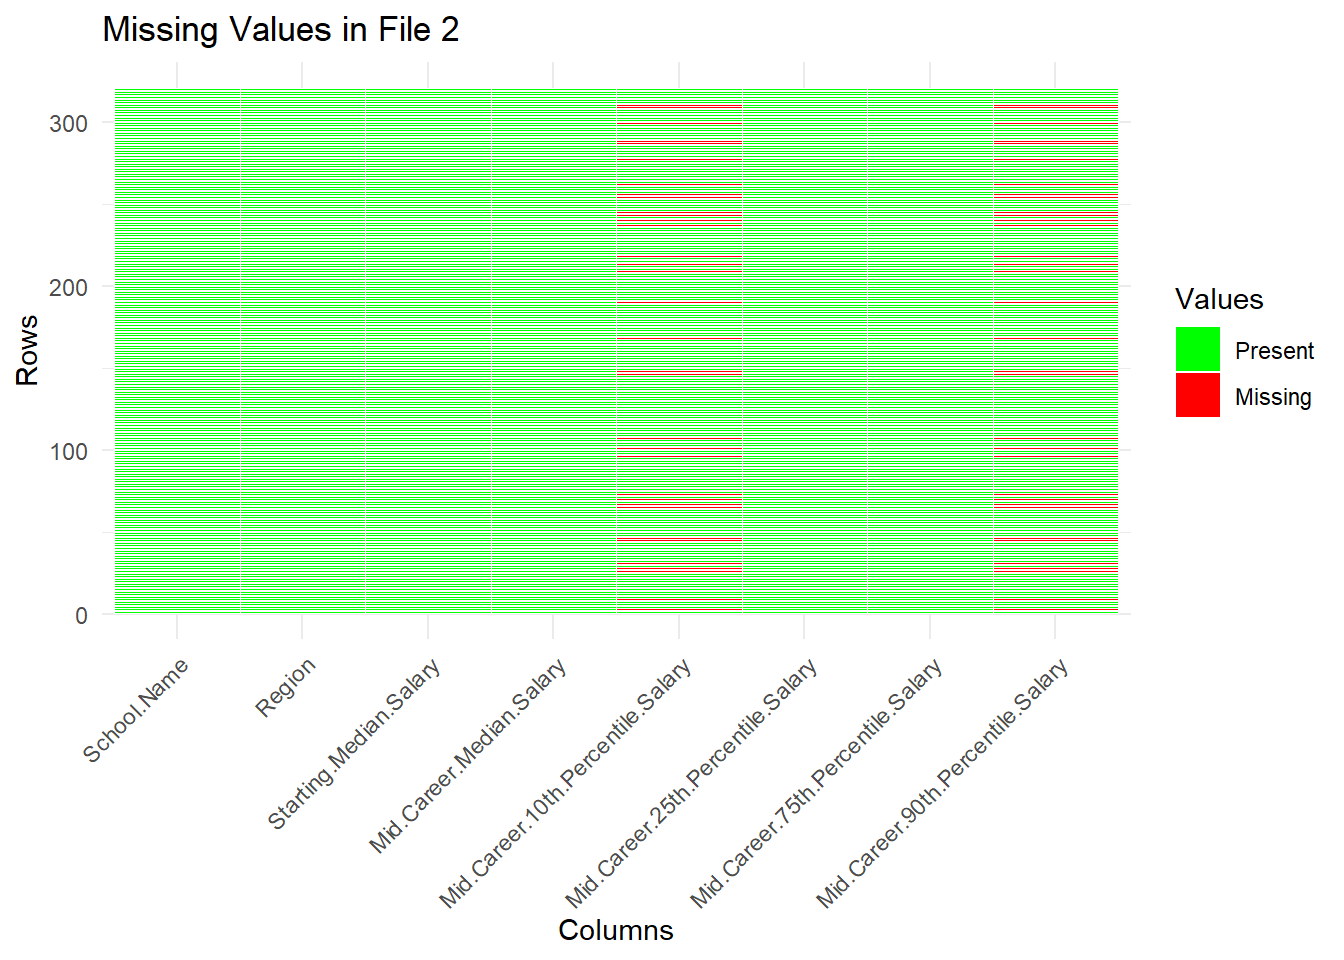 Missing Values in File 2
300
200
100
0
Rows
School.Name
Region
Starting.Median.Salary
Mid.Career.Median.Salary
Mid.Career.10th.Percentile.Salary
Mid.Career.25th.Percentile.Salary
Mid.Career.75th.Percentile.Salary
Mid.Career.90th.Percentile.Salary
Columns
Values
Present
Missing